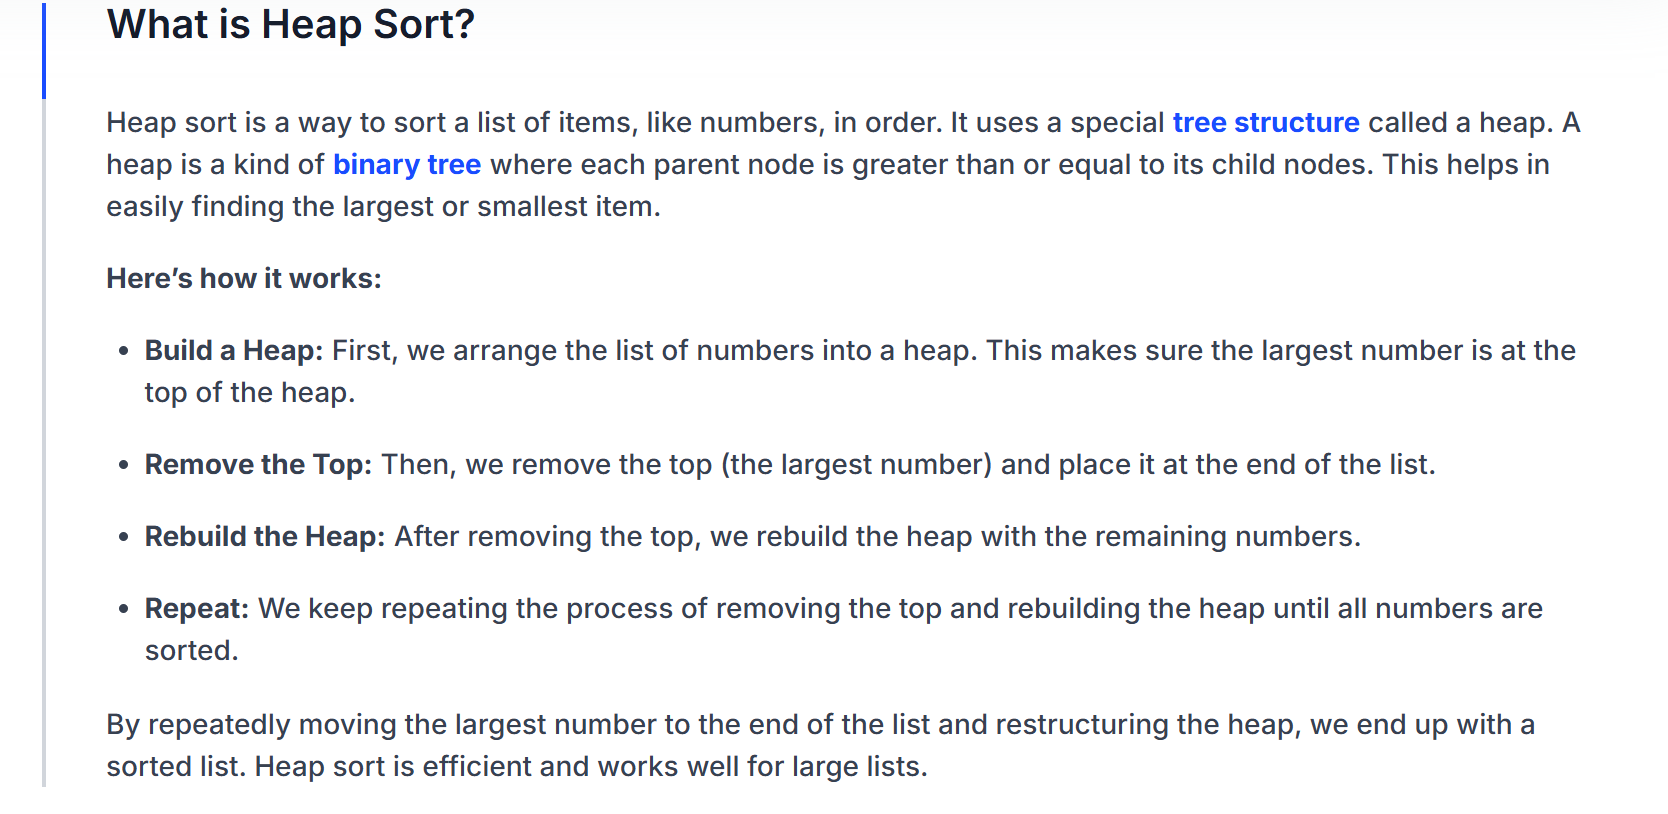 What is Heap Sort?
Heap sort is a way to sort a list of items, like numbers, in order. It uses a special tree structure called a heap. A
heap is a kind of binary tree where each parent node is greater than or equal to its child nodes. This helps in
easily finding the largest or smallest item.
Here’s how it works:
• Build a Heap: First, we arrange the list of numbers into a heap. This makes sure the largest number is at the
top of the heap.
• Remove the Top: Then, we remove the top (the largest number) and place it at the end of the list.
• Rebuild the Heap: After removing the top, we rebuild the heap with the remaining numbers.
• Repeat: We keep repeating the process of removing the top and rebuilding the heap until all numbers are
sorted.
By repeatedly moving the largest number to the end of the list and restructuring the heap, we end up with a
sorted list. Heap sort is efficient and works well for large lists.